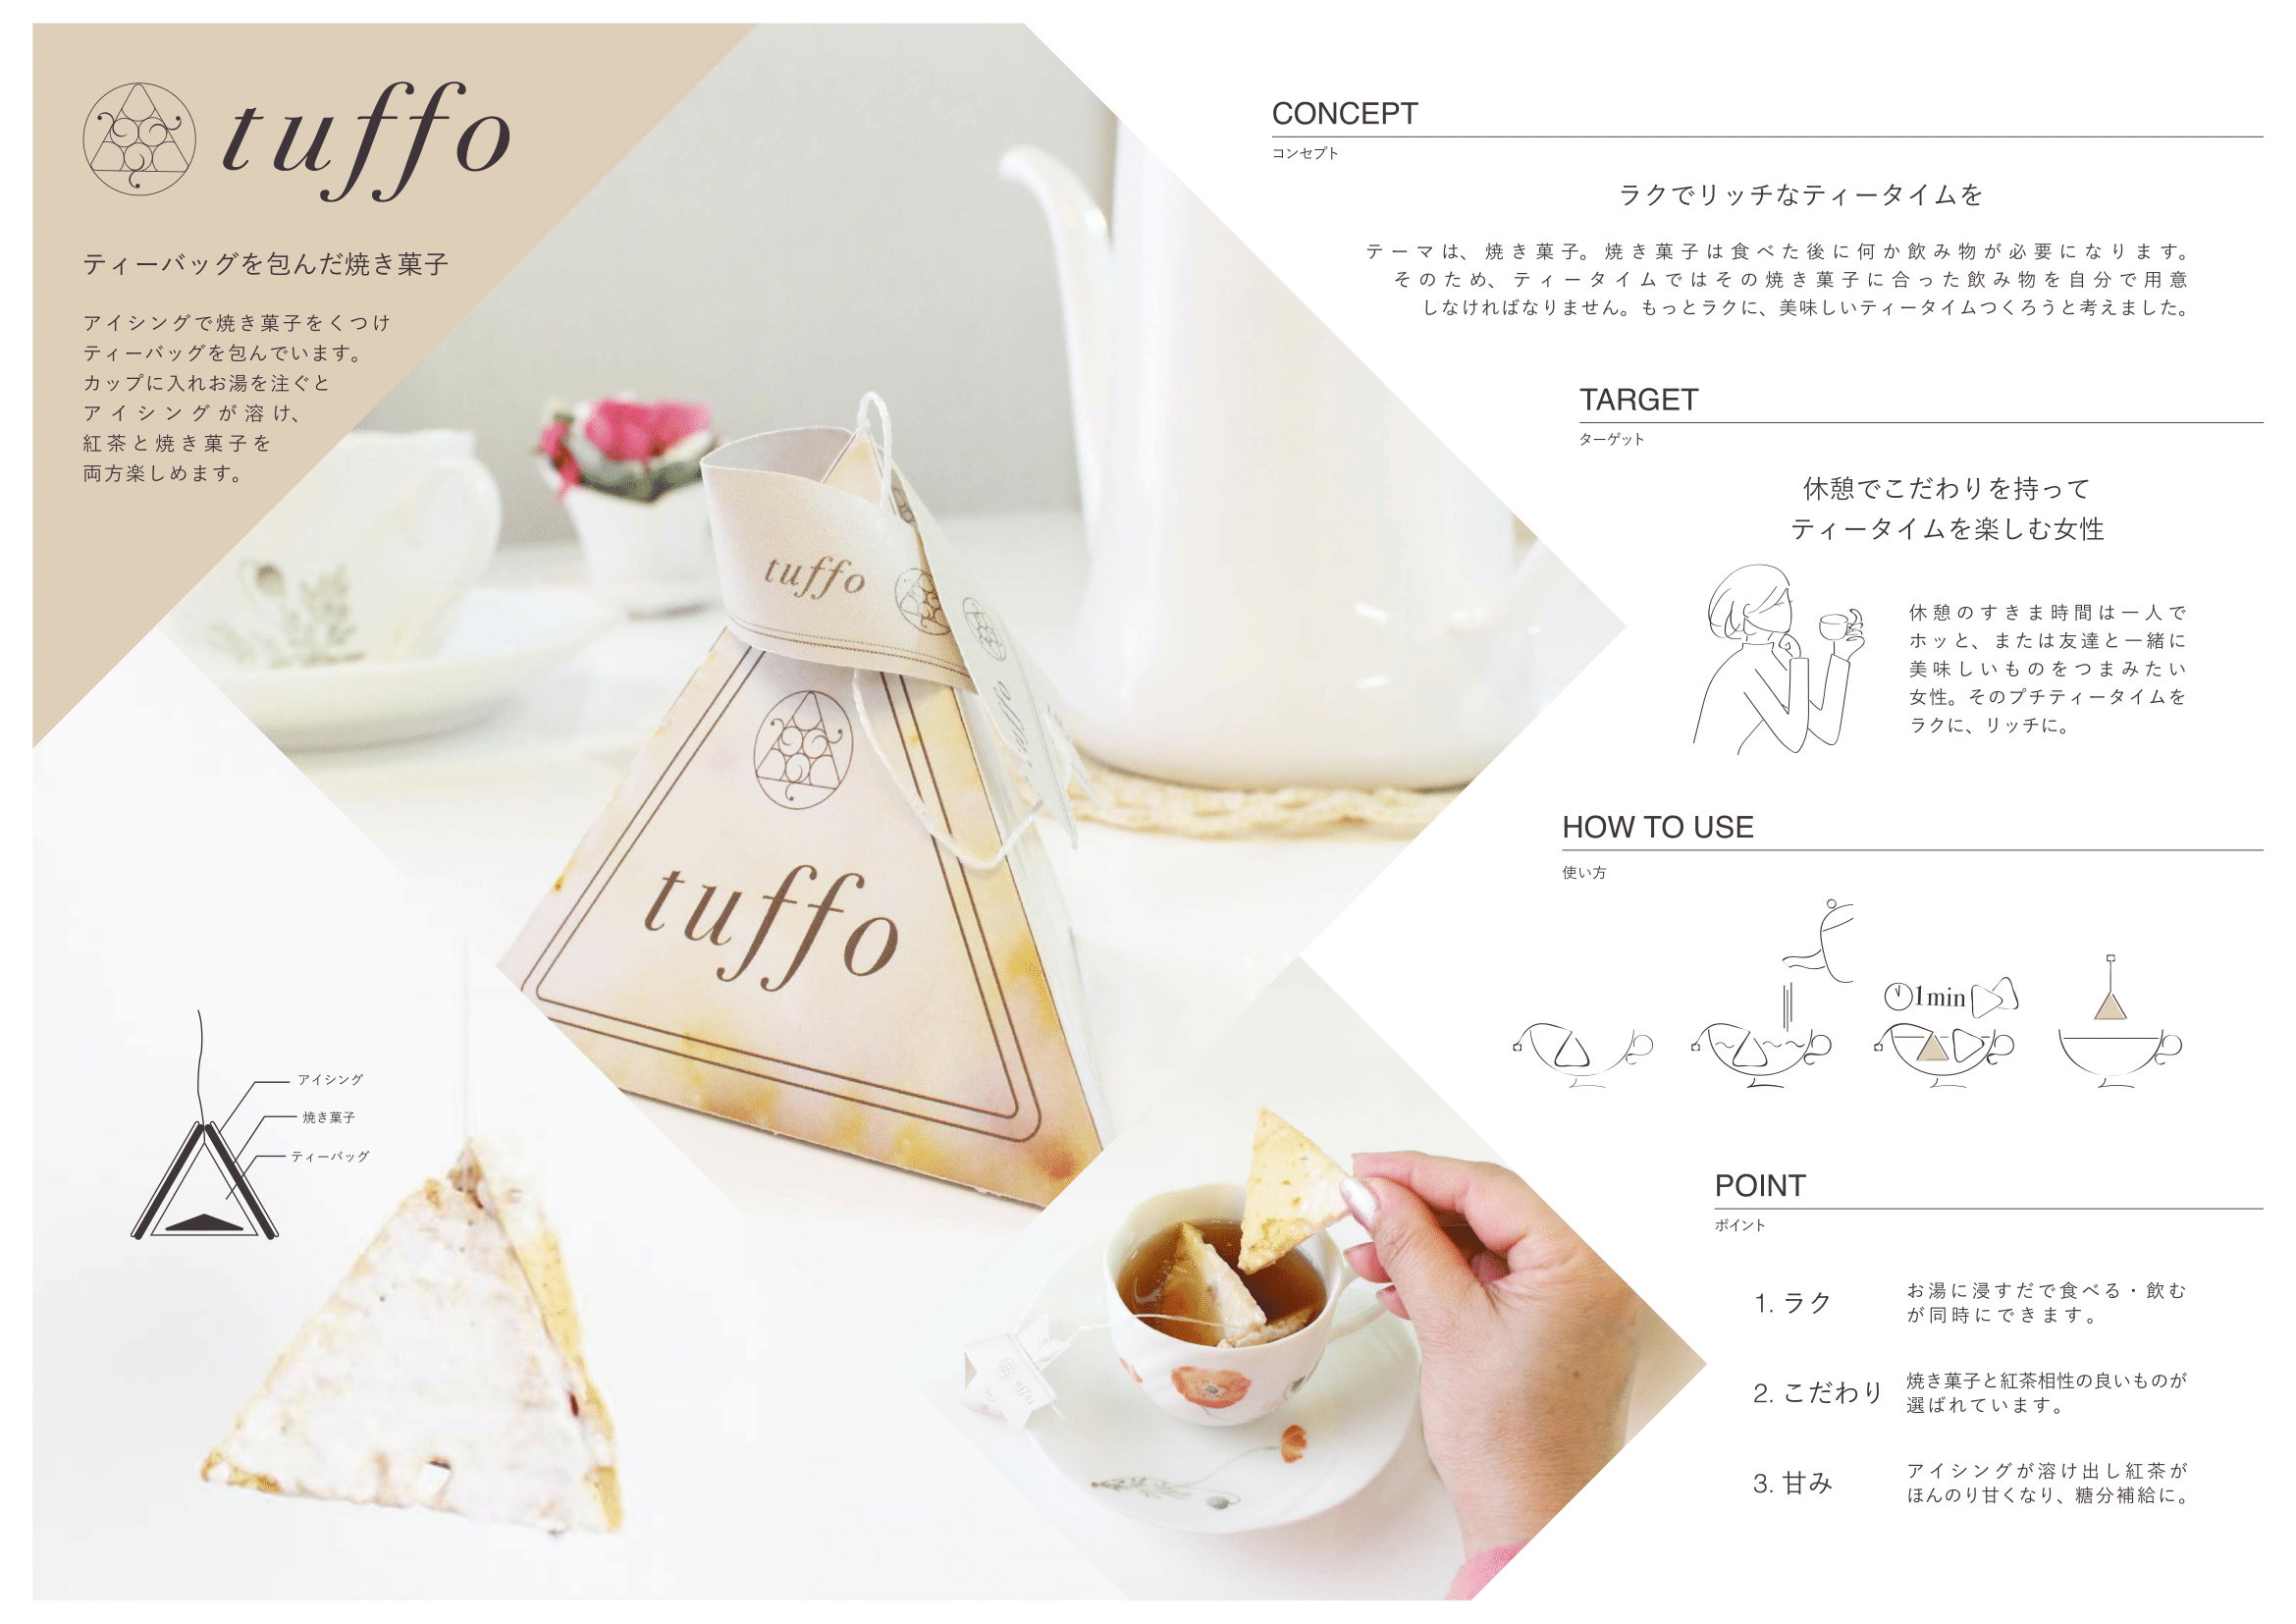 tuffo
ティーバッグを包んだ焼き菓子
アイシングで焼き菓子をくつけ
ティーバッグを包んでいます。
カップに入れお湯を注ぐと
アイシングが溶け、
紅茶と焼き菓子を
両方楽しめます。
tuffo
tuffo
tuffo
アイシング
焼き菓子
ティーバッグ
tuffo
CONCEPT
コンセプト
ラクでリッチなティータイムを
テーマは、焼き菓子。焼き菓子は食べた後に何か飲み物が必要になります。
そのため、ティータイムではその焼き菓子に合った飲み物を自分で用意
しなければなりません。もっとラクに、美味しいティータイムつくろうと考えました。
TARGET
ターゲット
休憩でこだわりを持って
ティータイムを楽しむ女性
休憩のすきま時間は一人で
ホッと、または友達と一緒に
美味しいものをつまみたい
女性。そのプチティータイムを
ラクに、リッチに。
HOW TO USE
使い方
1min
POINT
ポイント
1. ラク
お湯に浸すだで食べる・飲む
が同時にできます。
2. こだわり
焼き菓子と紅茶相性の良いものが
選ばれています。
3. 甘み
アイシングが溶け出し紅茶が
ほんのり甘くなり、糖分補給に。